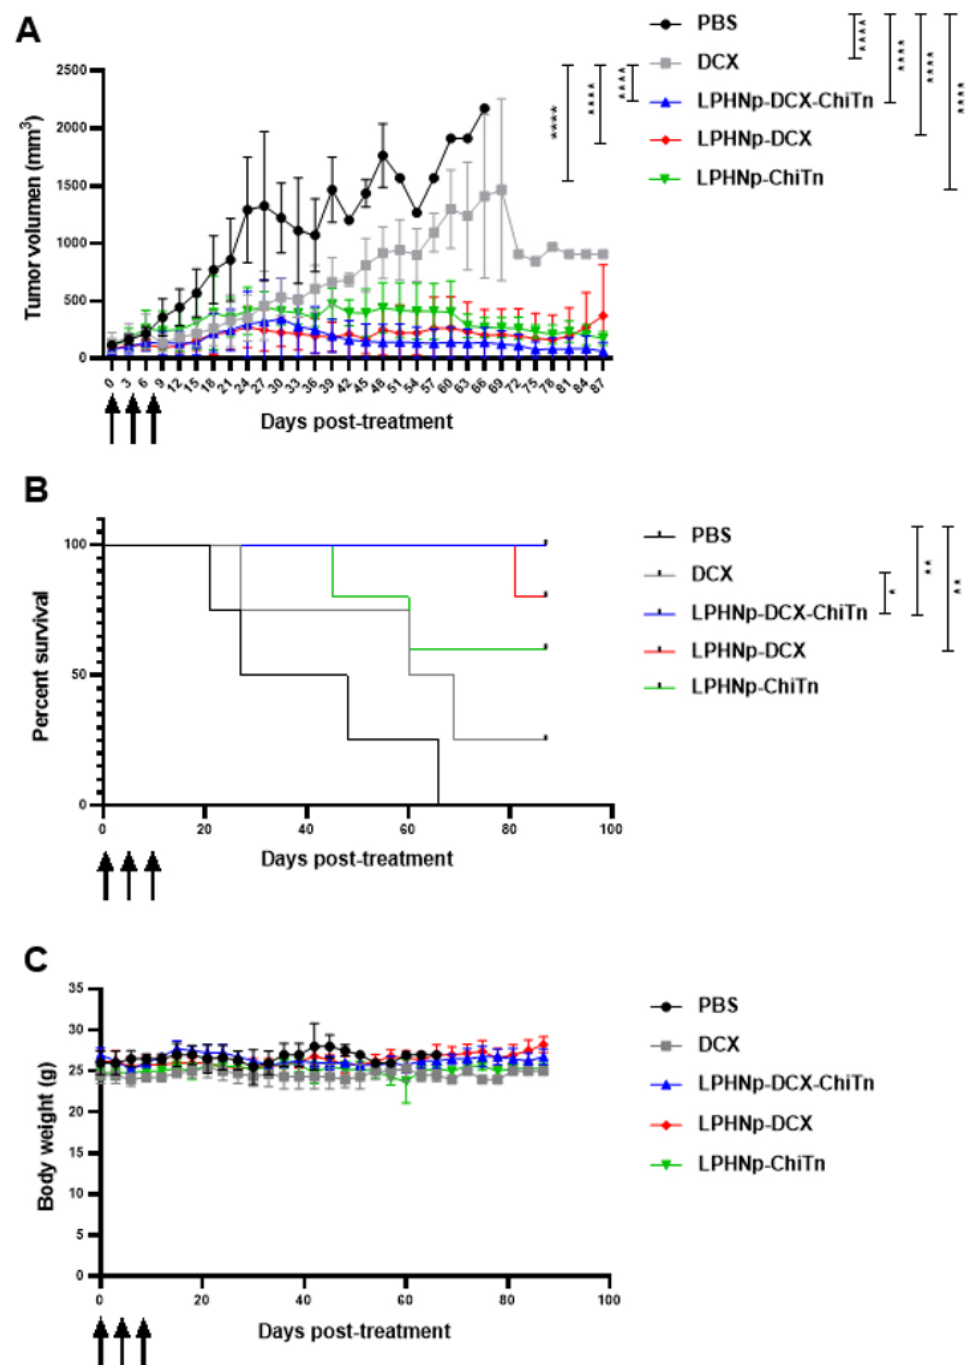 A
PBS
DCX
LPHNp-DCX-ChiTn
LPHNp-DCX
LPHNp-ChiTn
****
****
****
****
****
****
****
Tumor volumen (mm3)
2500
2000
1500
1000
500
0
0 3 6 9 12 15 18 21 24 27 30 33 36 39 42 45 48 51 54 57 60 63 66 69 72 75 78 81 84 87
Days post-treatment
B
PBS
DCX
LPHNp-DCX-ChiTn
LPHNp-DCX
LPHNp-ChiTn
*
**
**
Percent survival
100
50
0
0 20 40 60 80 100
Days post-treatment
C
PBS
DCX
LPHNp-DCX-ChiTn
LPHNp-DCX
LPHNp-ChiTn
Body weight (g)
35
30
25
20
15
10
5
0
0 20 40 60 80 100
Days post-treatment